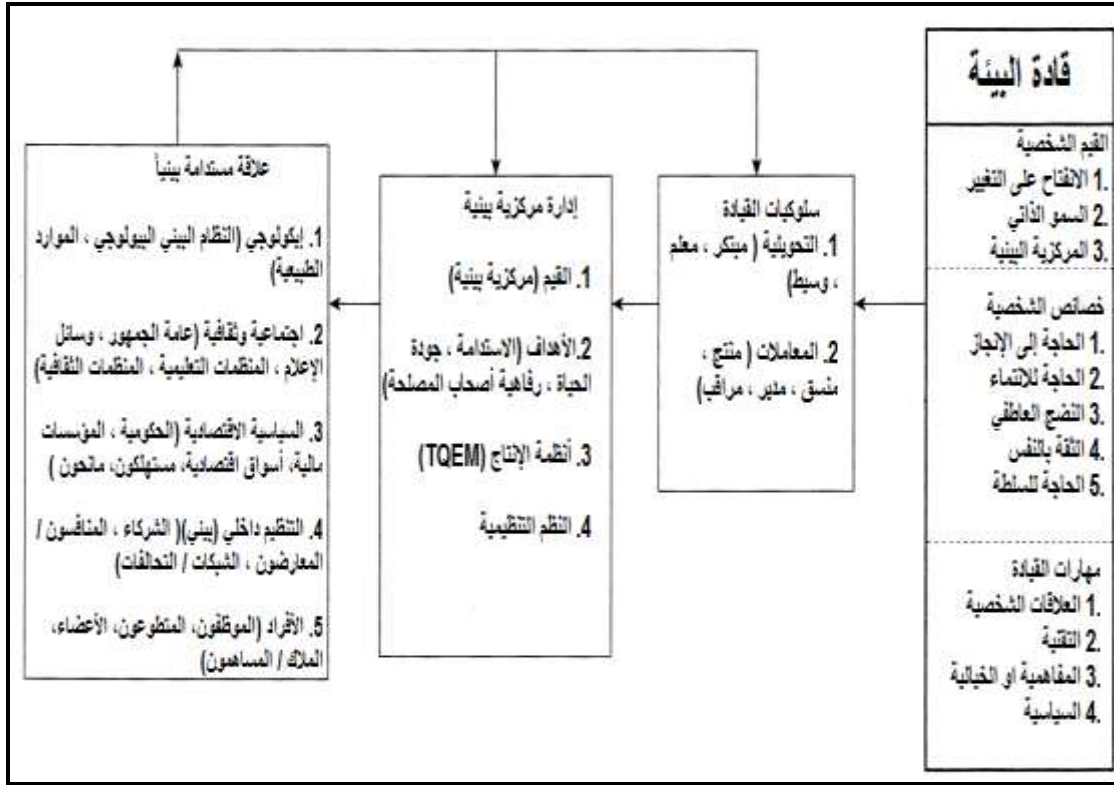 قادة البيئة
القيم الشخصية
1. الانفتاح على التغيير
2. السمو الذاتي
3. المركزية البيئية
خصائص الشخصية
1. الحاجة إلى الإنجاز
2. الحاجة للانتماء
3. النضج العاطفي
4. الثقة بالنفس
5. الحاجة للسلطة
مهارات القيادة
1. العلاقات الشخصية
2. التقنية
3. المفاهمية او الخيالية
4. السياسية
سلوكيات القيادة
1. التحويلية ( مبتكر ، معلم
، وسيط)
2. المعاملات ( منتج ،
منسق ، مدير ، مراقب)
إدارة مركزية بيئية
1. القيم (مركزية بيئية)
2.الأهداف (الاستدامة ، جودة
الحياة ، رفاهية أصحاب المصلحة)
3. أنظمة الإنتاج (TQEM)
4. النظم التنظيمية
علاقة مستدامة بيئياً
1. إيكولوجي (النظام البيئي البيولوجي ، الموارد
الطبيعية)
2. اجتماعية وثقافية (عامة الجمهور ، وسائل
الإعلام ، المنظمات التعليمية ، المنظمات الثقافية)
3. السياسية الاقتصادية (الحكومية ، المؤسسات
مالية، أسواق اقتصادية، مستهلكون، مانحون )
4. التنظيم داخلي (بيئي)( الشركاء ، المنافسون /
المعارضون ، الشبكات / التحالفات)
5. الأفراد (الموظفون، المتطوعون، الأعضاء،
الملاك / المساهمون)